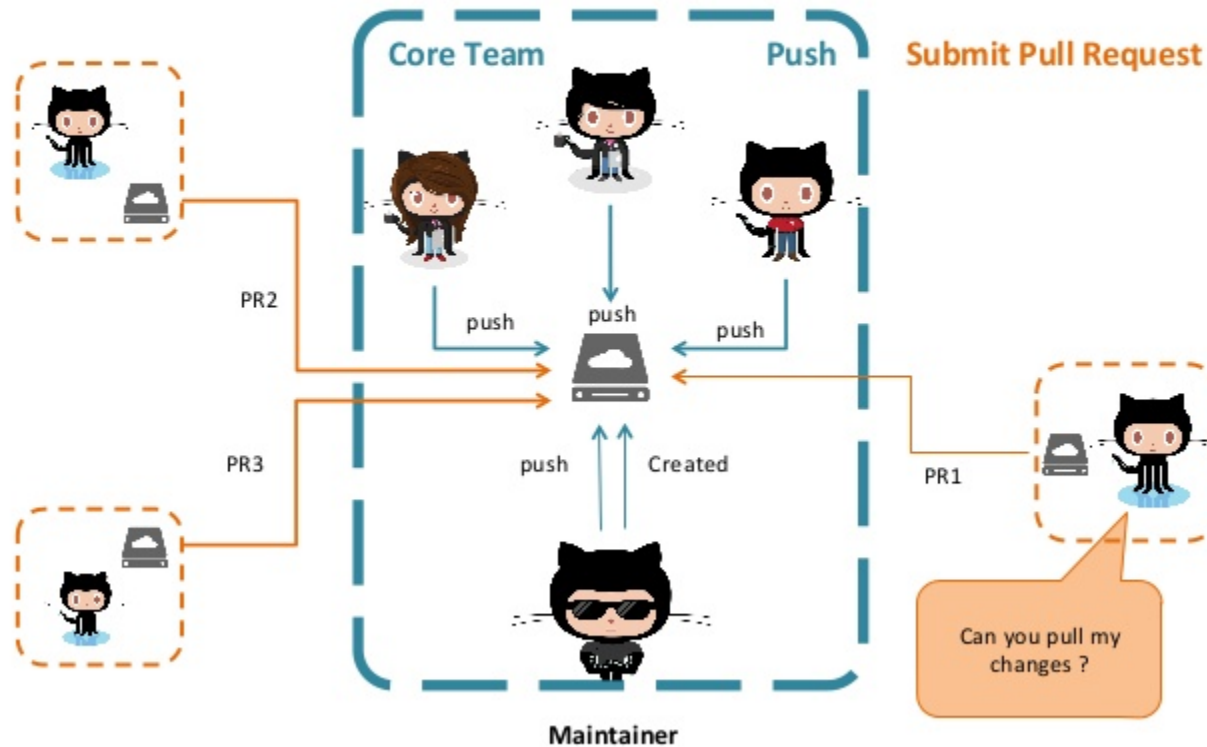 Core Team
Push
Submit Pull Request
PR2
push
push
push
PR3
push
Created
PR1
Can you pull my
changes ?
Maintainer